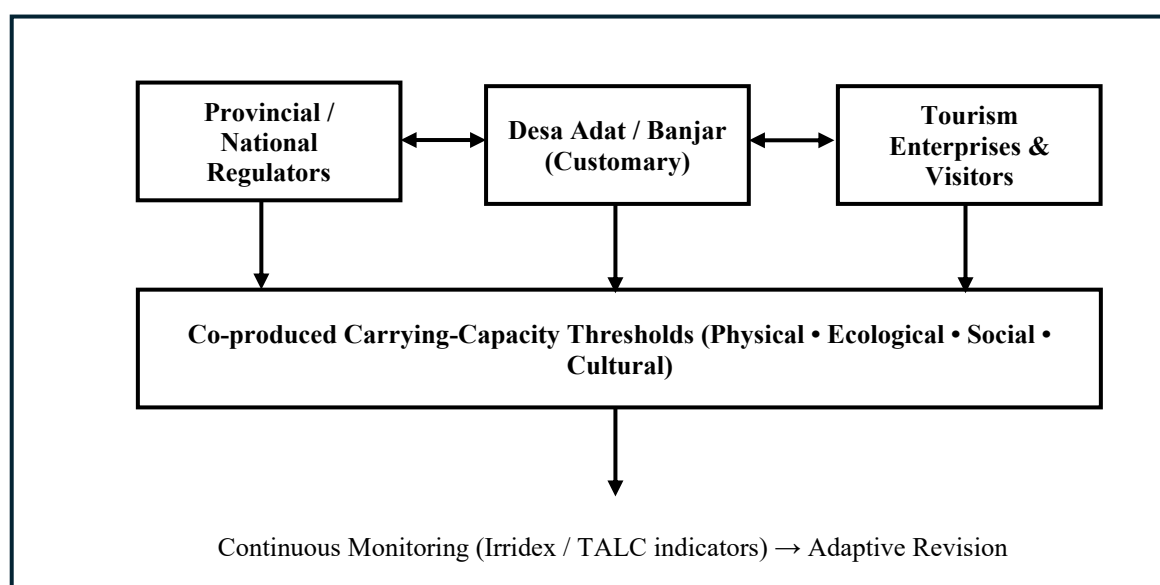 Provincial /
National
Regulators
Desa Adat / Banjar
(Customary)
Tourism
Enterprises &
Visitors
Co-produced Carrying-Capacity Thresholds (Physical • Ecological • Social •
Cultural)
Continuous Monitoring (Irridex / TALC indicators) → Adaptive Revision